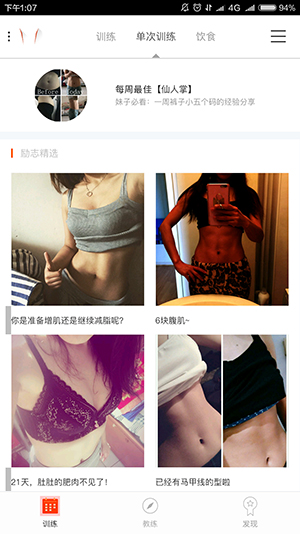 下午1:07
4G 94%
训练 单次训练 饮食
Before
每周最佳【仙人掌】
妹子必看：一周裤子小五个码的经验分享
励志精选
你是准备增肌还是继续减脂呢?
6块腹肌~
21天，肚肚的肥肉不见了!
已经有马甲线的型啦
训练
教练
发现